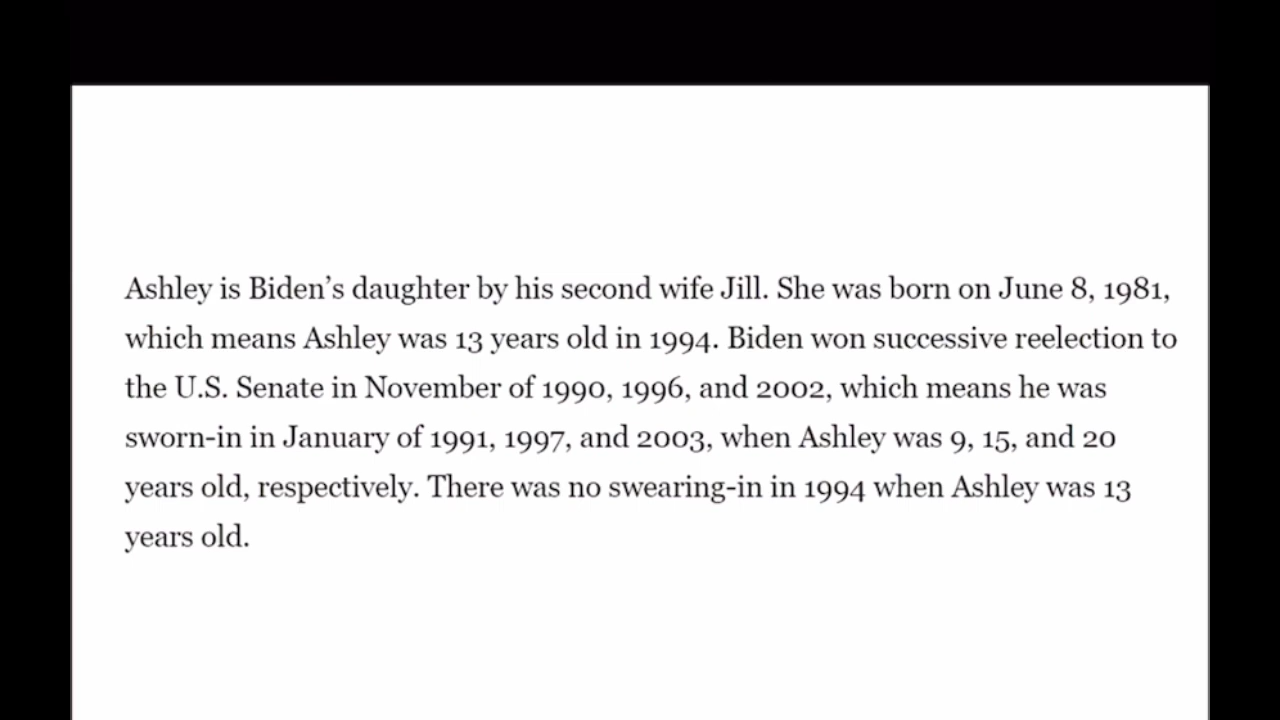 Ashley is Biden’s daughter by his second wife Jill. She was born on June 8, 1981,
which means Ashley was 13 years old in 1994. Biden won successive reelection to
the U.S. Senate in November of 1990, 1996, and 2002, which means he was
sworn-in in January of 1991, 1997, and 2003, when Ashley was 9, 15, and 20
years old, respectively. There was no swearing-in in 1994 when Ashley was 13
years old.